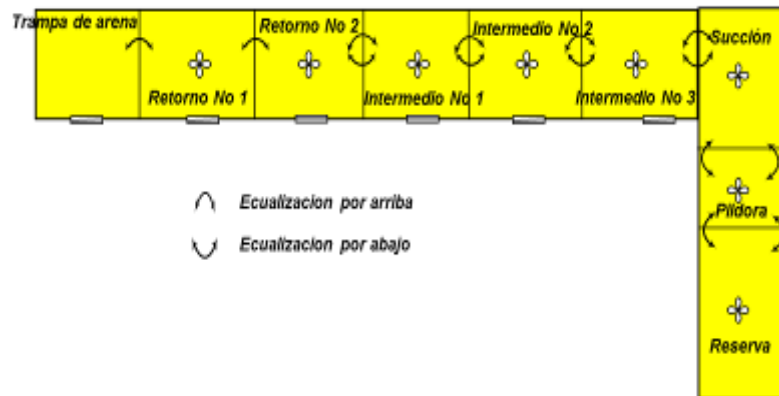 Trampa de arena
Retorno No 1
Retorno No 2
Intermedio No 1
Intermedio No 2
Intermedio No 3
Succión
Pildora
Reserva
Ecualizacion por arriba
Ecualizacion por abajo